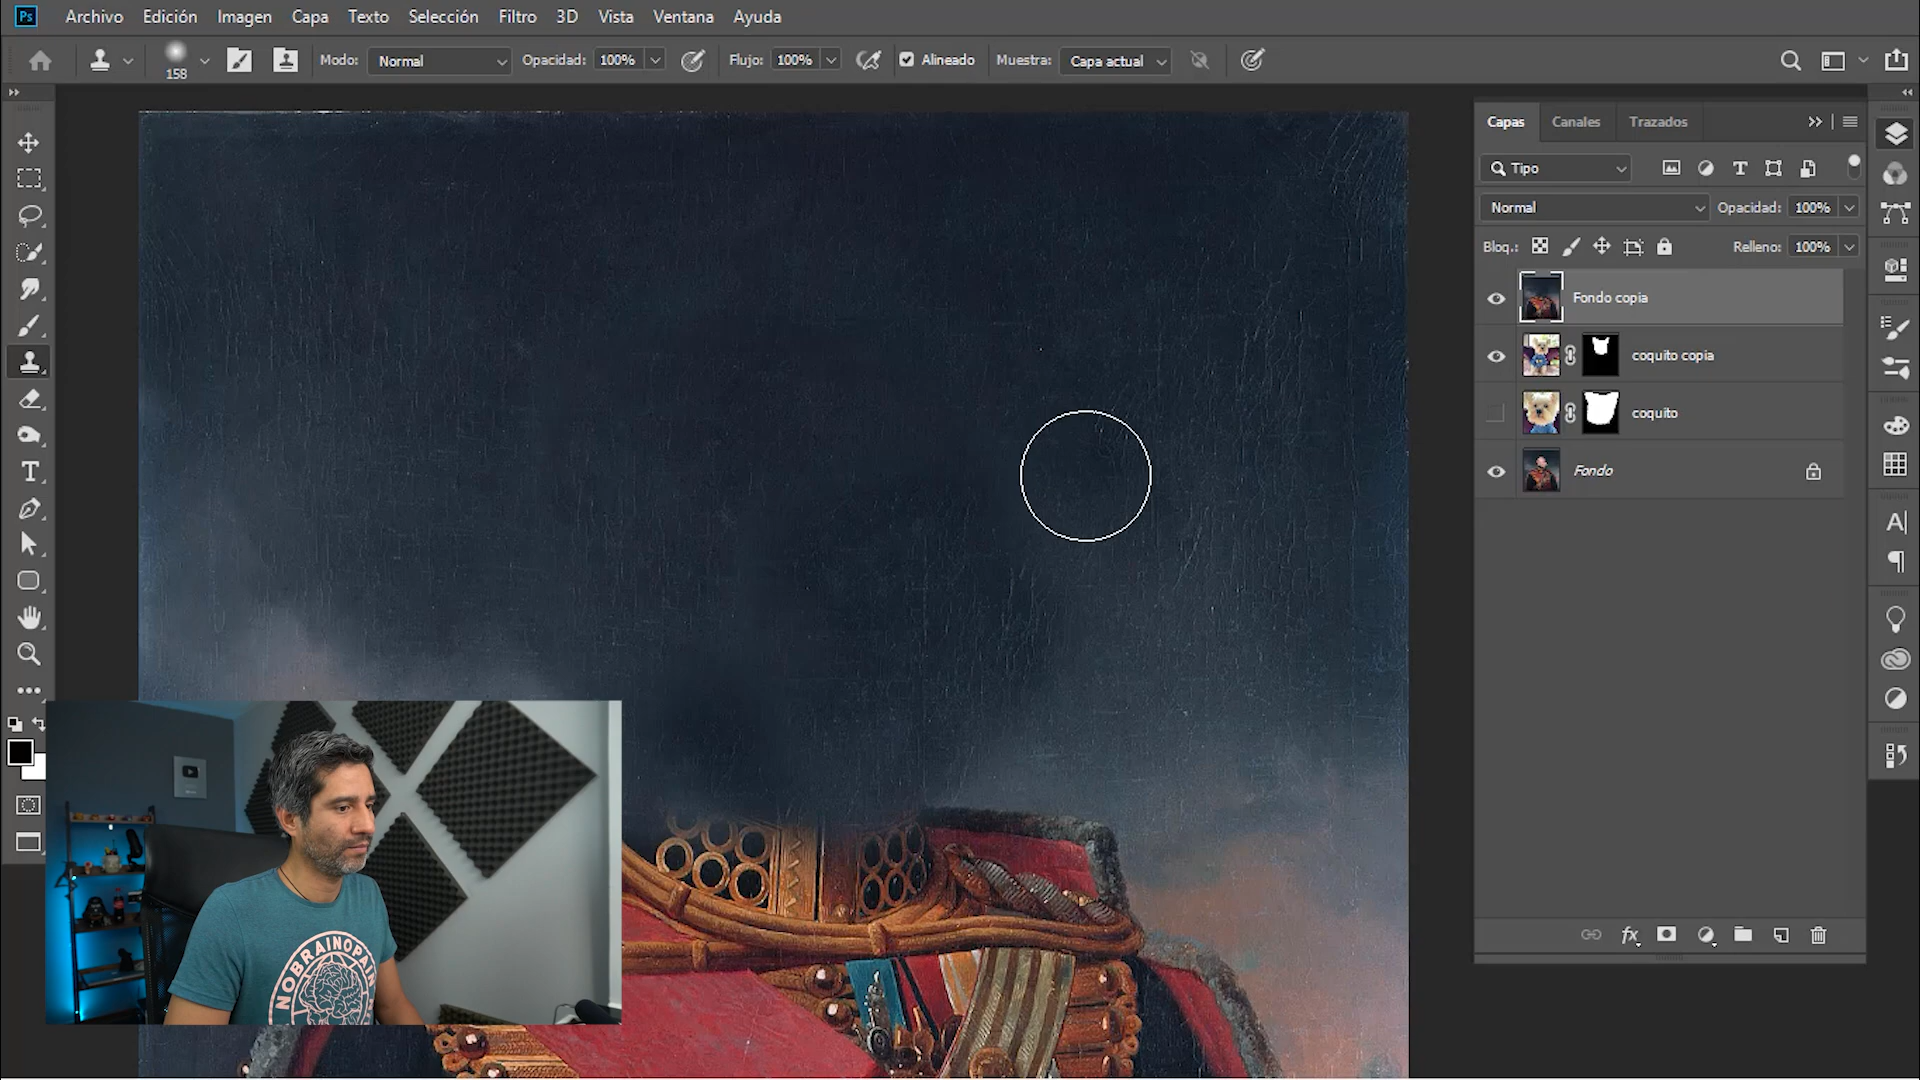 Ps Archivo Edición Imagen Capa Texto Selección Filtro 3D Vista Ventana Ayuda
158 Modo: Normal Opacidad: 100% Flujo: 100% Alineado Muestra: Capa actual
Capas Canales Trazados
Tipo
Normal Opacidad: 100%
Bloq.: Relleno: 100%
Fondo copia
coquito copia
coquito
Fondo
NOBRAINOPAIN